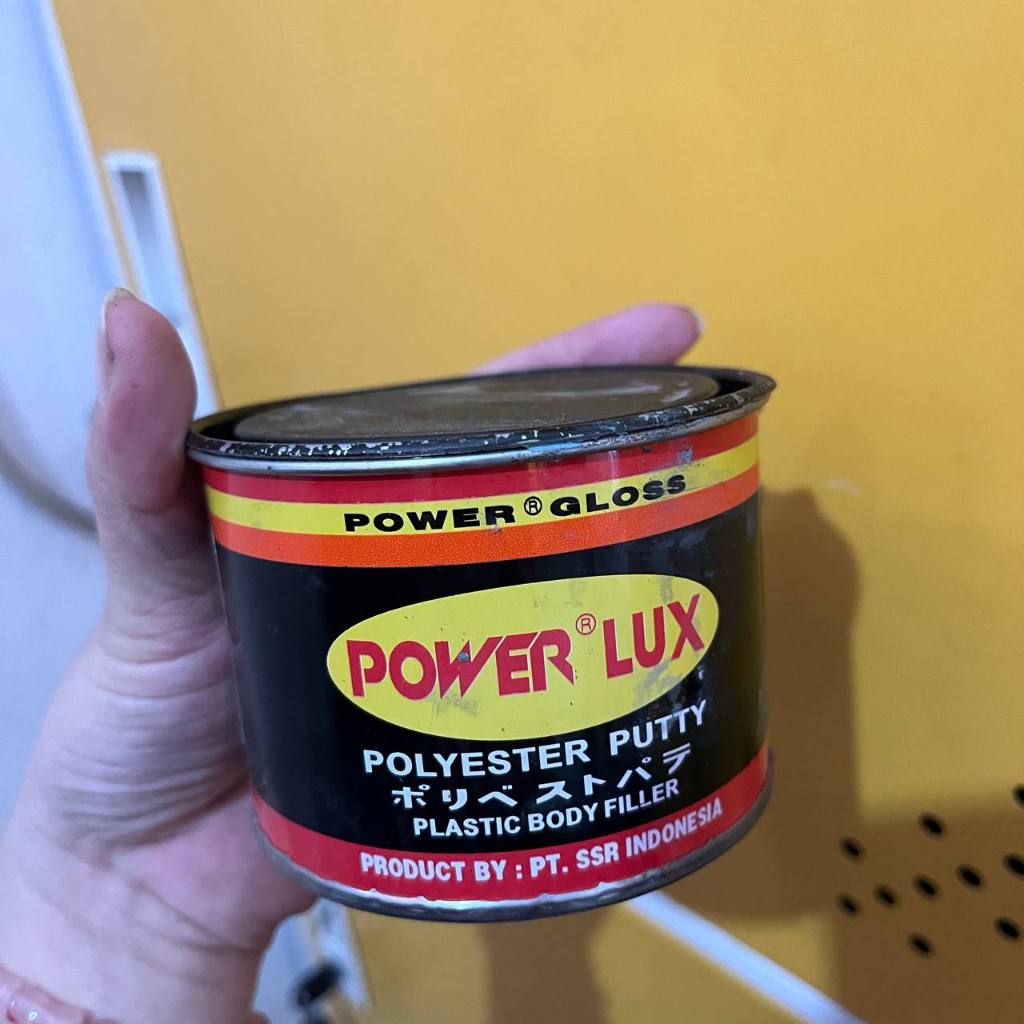 POWER® GLOSS
POWER® LUX
POLYESTER PUTTY
ポリベストパテ
PLASTIC BODY FILLER
PRODUCT BY : PT. SSR INDONESIA